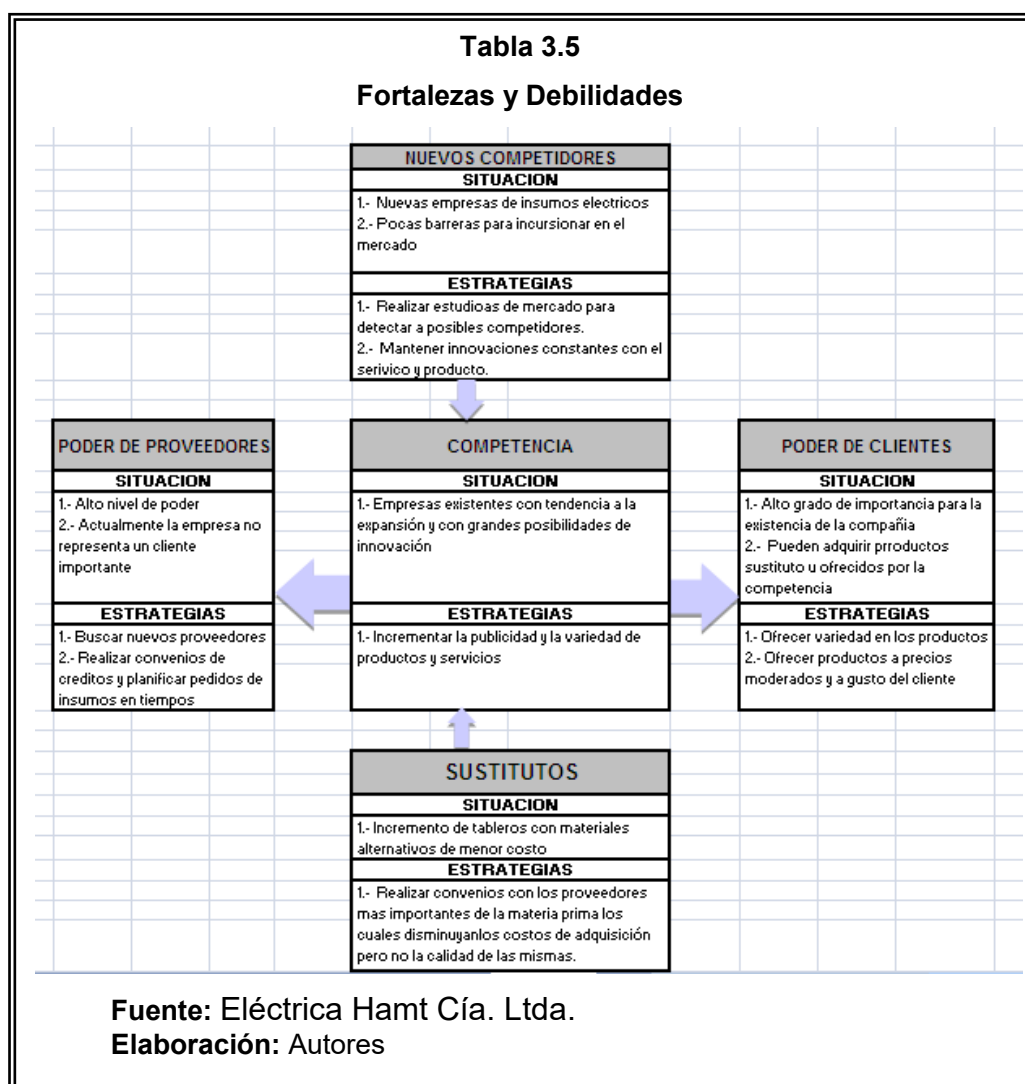 Tabla 3.5
Fortalezas y Debilidades
NUEVOS COMPETIDORES
SITUACION
1.- Nuevas empresas de insumos electricos
2.- Pocas barreras para incursionar en el
mercado
ESTRATEGIAS
1.- Realizar estudioas de mercado para
detectar a posibles competidores.
2.- Mantener innovaciones constantes con el
serivico y producto.
PODER DE PROVEEDORES
SITUACION
1.- Alto nivel de poder
2.- Actualmente la empresa no
representa un cliente
importante
ESTRATEGIAS
1.- Buscar nuevos proveedores
2.- Realizar convenios de
creditos y planificar pedidos de
insumos en tiempos
COMPETENCIA
SITUACION
1.- Empresas existentes con tendencia a la
expansión y con grandes posibilidades de
innovación
ESTRATEGIAS
1.- Incrementar la publicidad y la variedad de
productos y servicios
PODER DE CLIENTES
SITUACION
1.- Alto grado de importancia para la
existencia de la compañia
2.- Pueden adquirir prroductos
sustituto u ofrecidos por la
competencia
ESTRATEGIAS
1.- Ofrecer variedad en los productos
2.- Ofrecer productos a precios
moderados y a gusto del cliente
SUSTITUTOS
SITUACION
1.- Incremento de tableros con materiales
alternativos de menor costo
ESTRATEGIAS
1.- Realizar convenios con los proveedores
mas importantes de la materia prima los
cuales disminuyanlos costos de adquisición
pero no la calidad de las mismas.
Fuente: Eléctrica Hamt Cía. Ltda.
Elaboración: Autores